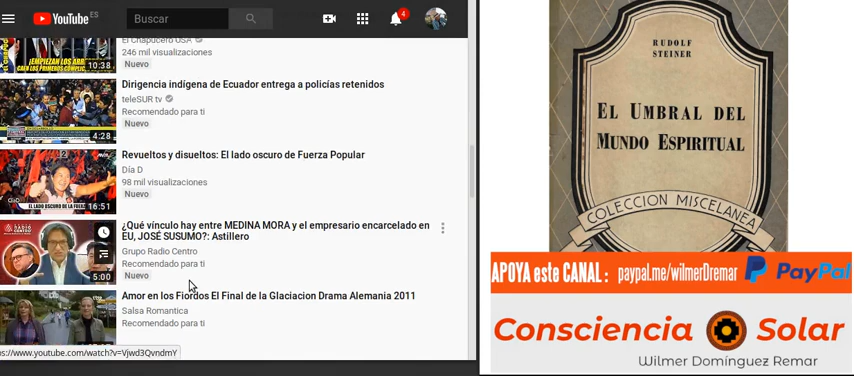 YouTube ES
Buscar
4
El Chapucero USA
246 mil visualizaciones
Nuevo
10:38
Dirigencia indígena de Ecuador entrega a policías retenidos
teleSUR tv
Recomendado para ti
Nuevo
4:28
Revueltos y disueltos: El lado oscuro de Fuerza Popular
Día D
98 mil visualizaciones
Nuevo
16:51
¿Qué vínculo hay entre MEDINA MORA y el empresario encarcelado en
EU, JOSÉ SUSUMO?: Astillero
Grupo Radio Centro
Recomendado para ti
Nuevo
5:00
Amor en los Fiordos El Final de la Glaciacion Drama Alemania 2011
Salsa Romantica
Recomendado para ti
s://www.youtube.com/watch?v=Vjwd3QvndmY
RUDOLF
STEINER
EL UMBRAL DEL
MUNDO ESPIRITUAL
COLECCION MISCELANEA
APOYA este CANAL: paypal.me/wilmerDremar PayPal
Consciencia Solar
Wilmer Domínguez Remar